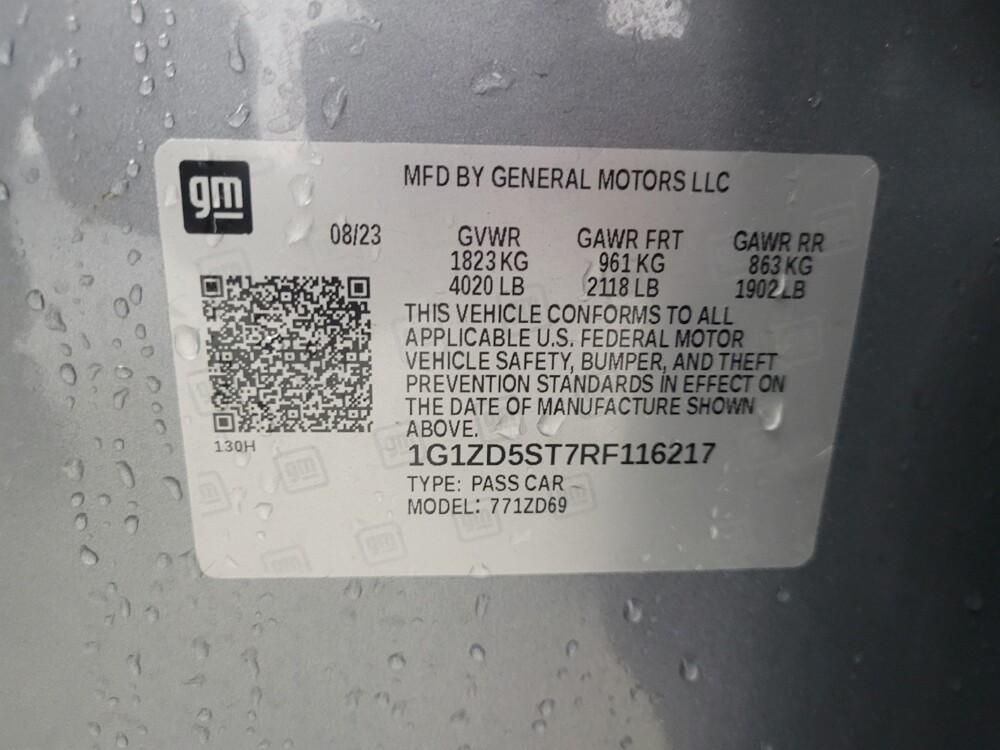 gm
MFD BY GENERAL MOTORS LLC
08/23 GVWR GAWR FRT GAWR RR
1823 KG 961 KG 863 KG
4020 LB 2118 LB 1902 LB
THIS VEHICLE CONFORMS TO ALL
APPLICABLE U.S. FEDERAL MOTOR
VEHICLE SAFETY, BUMPER, AND THEFT
PREVENTION STANDARDS IN EFFECT ON
THE DATE OF MANUFACTURE SHOWN
ABOVE.
130H
1G1ZD5ST7RF116217
TYPE: PASS CAR
MODEL: 771ZD69